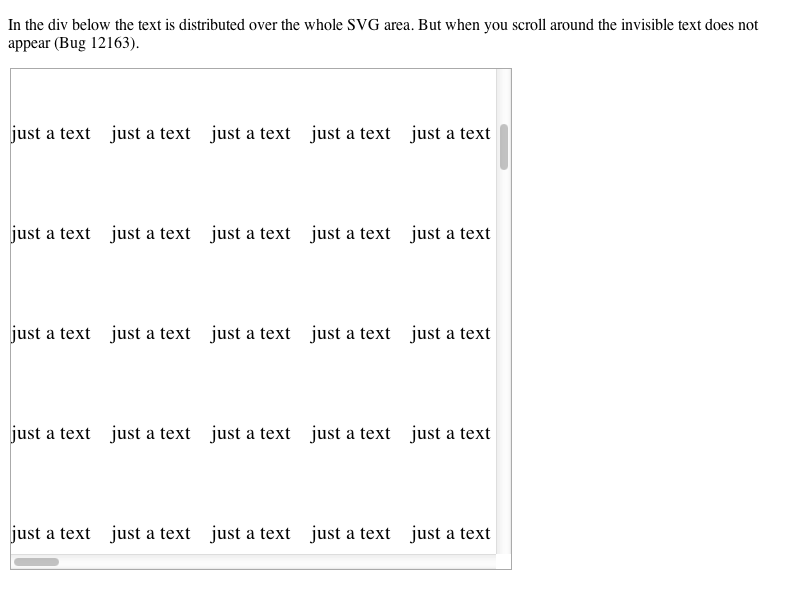 In the div below the text is distributed over the whole SVG area. But when you scroll around the invisible text does not
appear (Bug 12163).
just a text just a text just a text just a text just a text
just a text just a text just a text just a text just a text
just a text just a text just a text just a text just a text
just a text just a text just a text just a text just a text
just a text just a text just a text just a text just a text